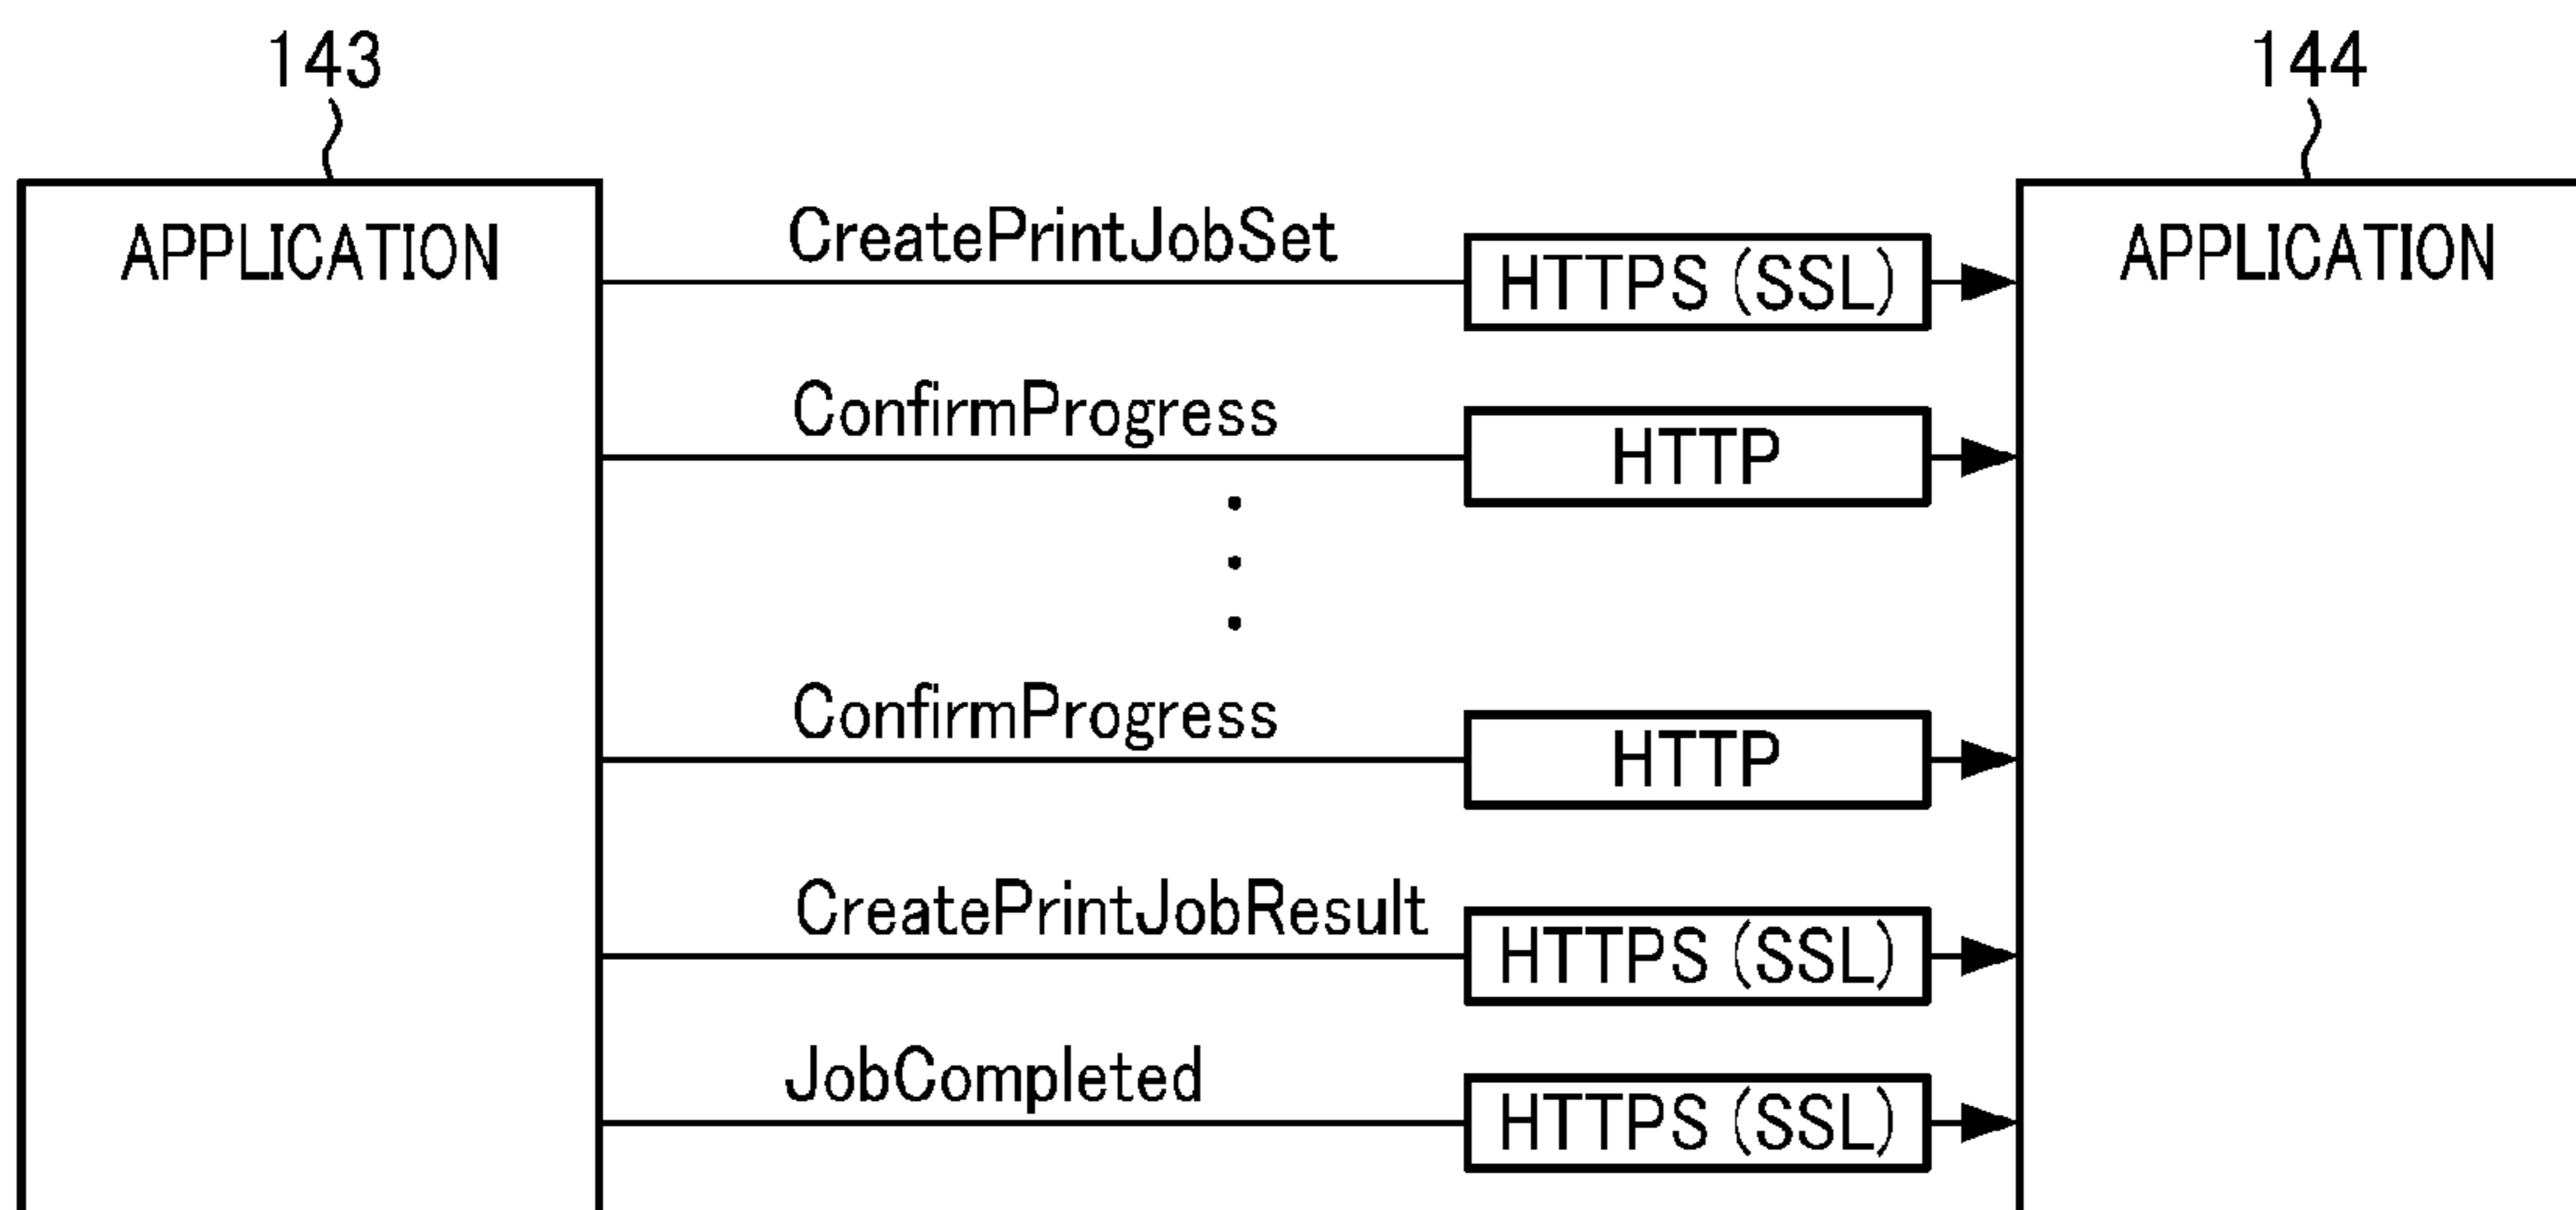 143
144
APPLICATION
APPLICATION
CreatePrintJobSet
HTTPS (SSL)
ConfirmProgress
HTTP
ConfirmProgress
HTTP
CreatePrintJobResult
HTTPS (SSL)
JobCompleted
HTTPS (SSL)